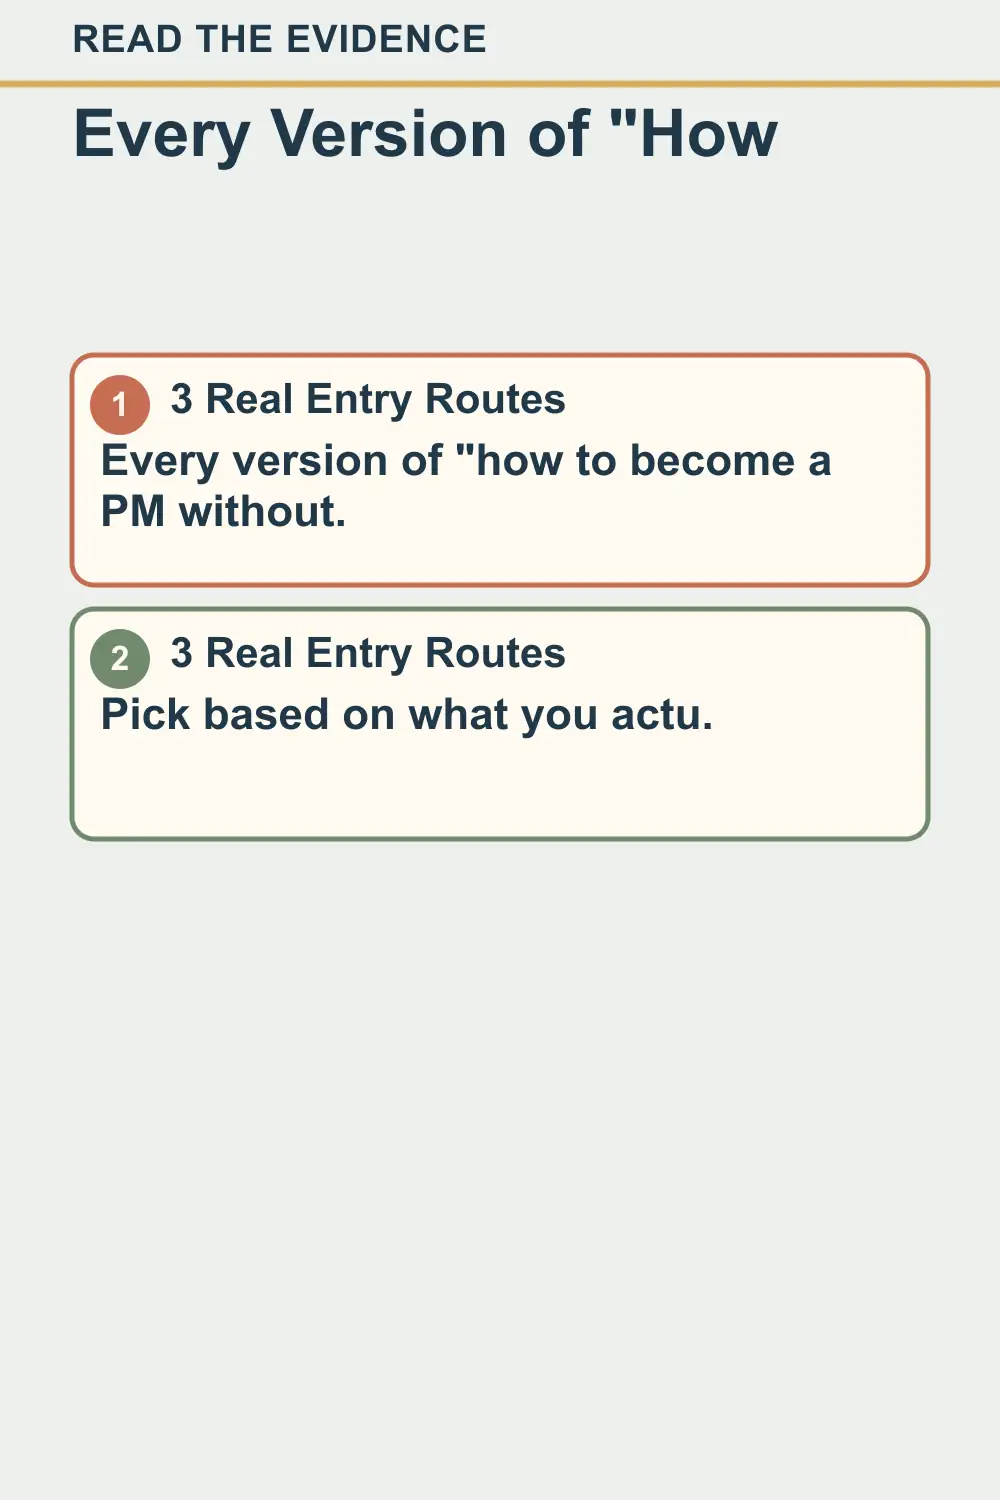 READ THE EVIDENCE
Every Version of "How
1 3 Real Entry Routes
Every version of "how to become a
PM without.
2 3 Real Entry Routes
Pick based on what you actu.